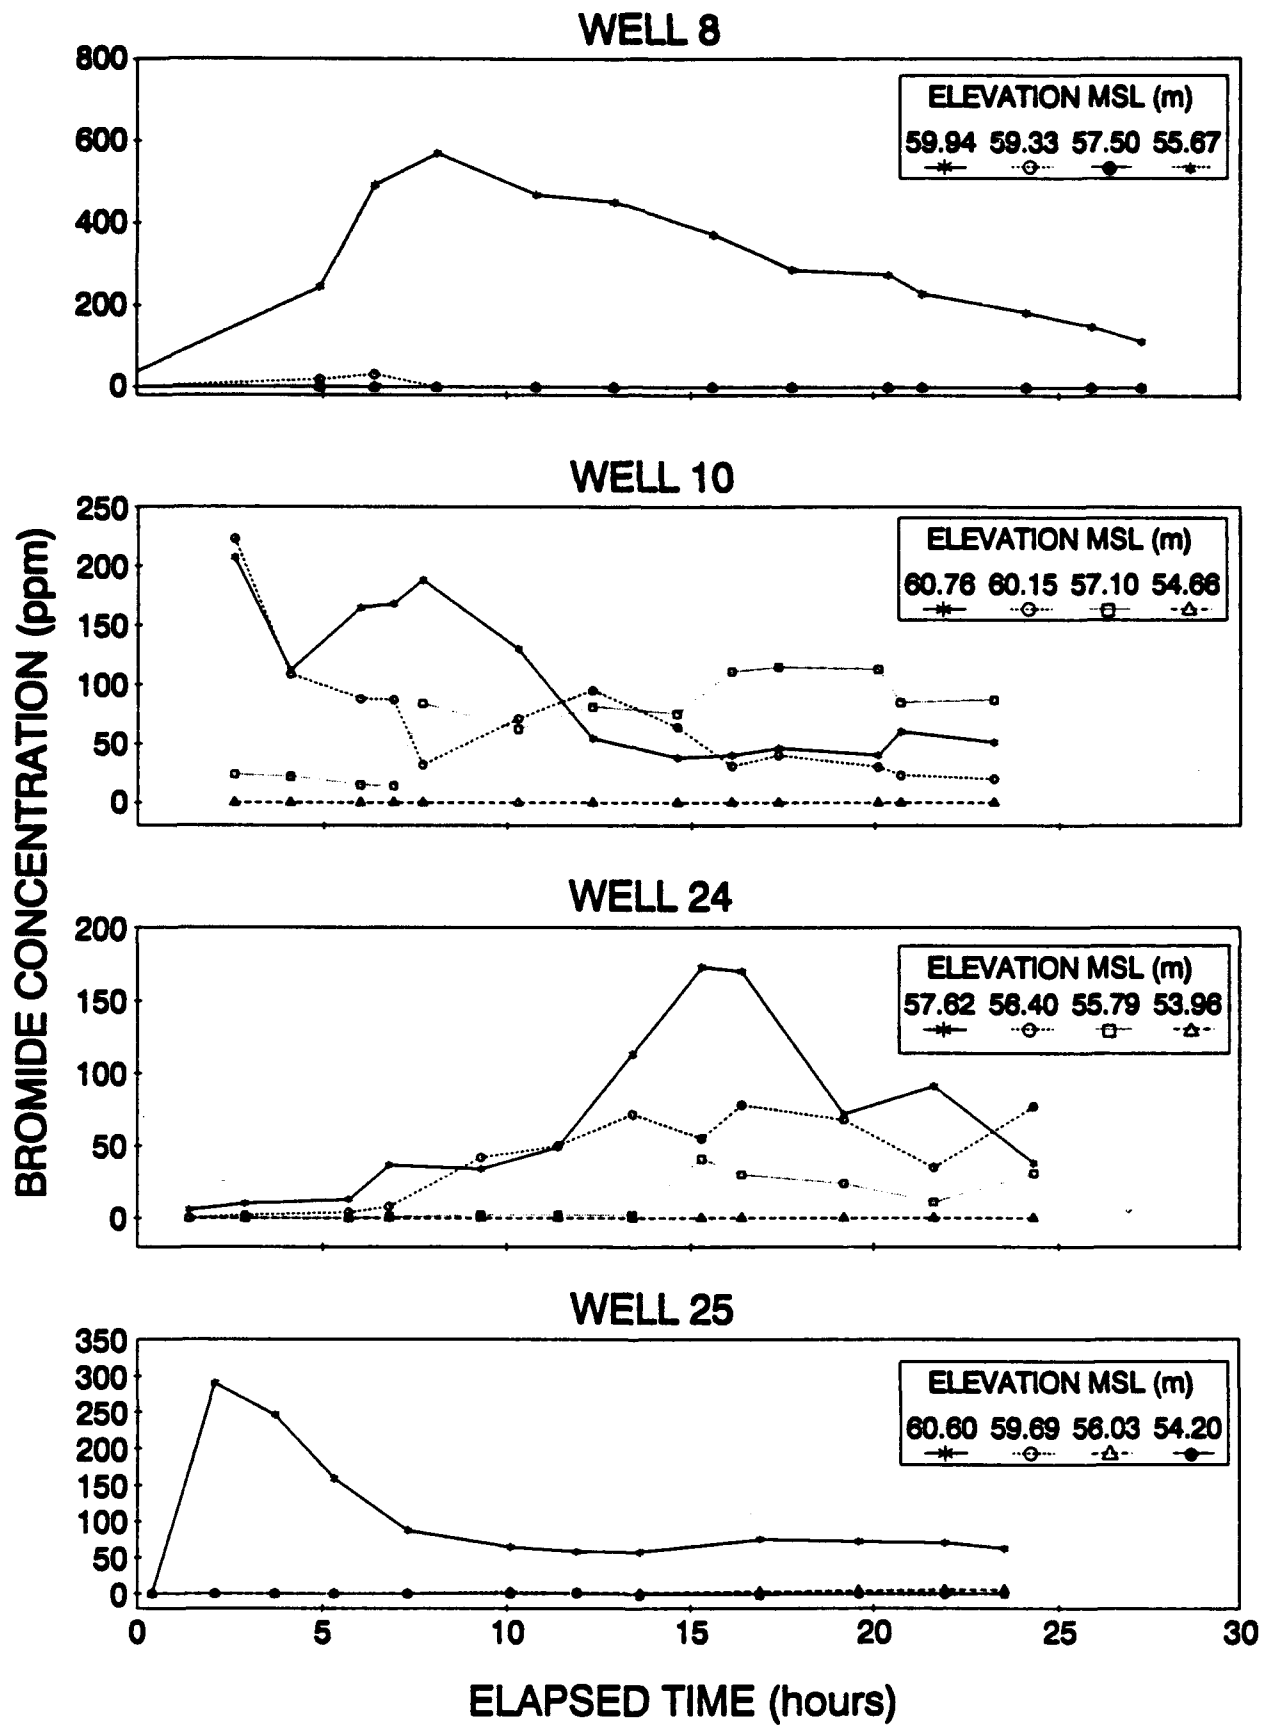 WELL 8
800
600
400
200
0
ELEVATION MSL (m)
59.94 59.33 57.50 55.67
WELL 10
250
200
150
100
50
0
ELEVATION MSL (m)
60.76 60.15 57.10 54.66
WELL 24
200
150
100
50
0
ELEVATION MSL (m)
57.62 56.40 55.79 53.96
WELL 25
350
300
250
200
150
100
50
0
ELEVATION MSL (m)
60.60 59.69 56.03 54.20
0 5 10 15 20 25 30
ELAPSED TIME (hours)
BROMIDE CONCENTRATION (ppm)